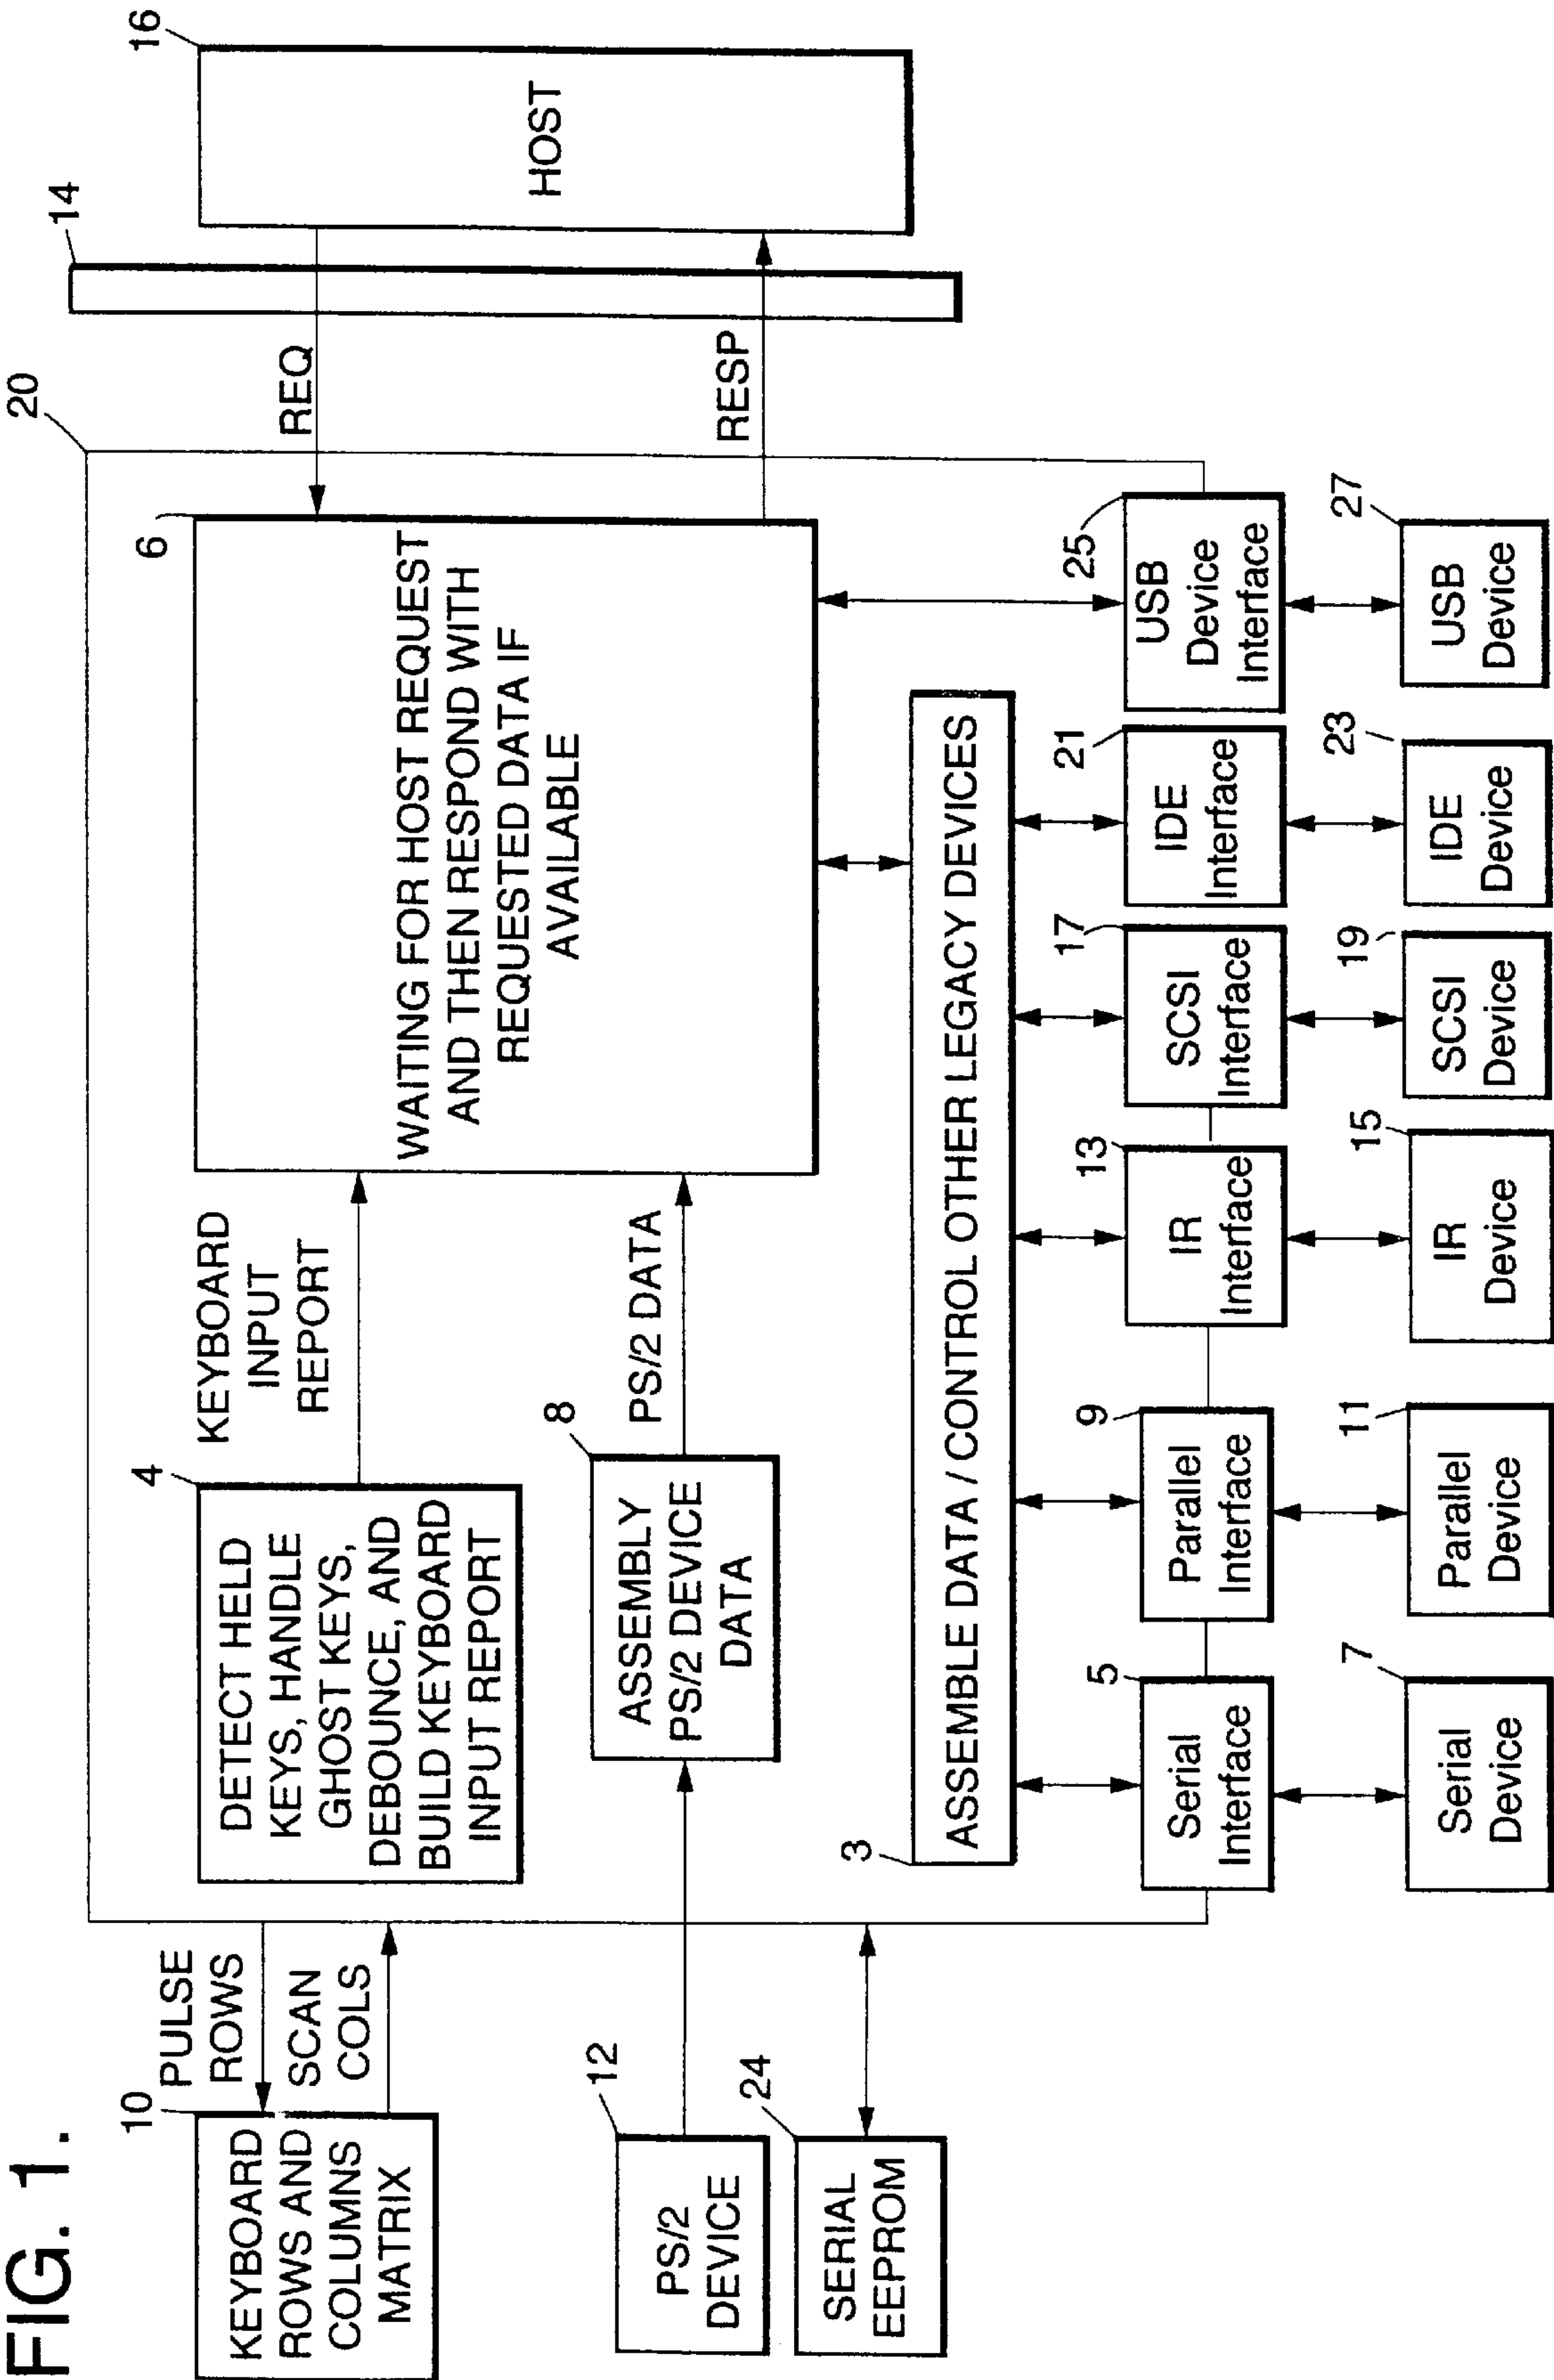 FIG. 1.
10
KEYBOARD
ROWS AND
COLUMNS
MATRIX
PULSE
ROWS
SCAN
COLS
12
PS/2
DEVICE
24
SERIAL
EEPROM
20
4
DETECT HELD
KEYS, HANDLE
GHOST KEYS,
DEBOUNCE, AND
BUILD KEYBOARD
INPUT REPORT
KEYBOARD
INPUT
REPORT
8
ASSEMBLY
PS/2 DEVICE
DATA
PS/2 DATA
6
WAITING FOR HOST REQUEST
AND THEN RESPOND WITH
REQUESTED DATA IF
AVAILABLE
REQ
RESP
14
16
HOST
3
ASSEMBLE DATA / CONTROL OTHER LEGACY DEVICES
5
Serial
Interface
9
Parallel
Interface
13
IR
Interface
17
SCSI
Interface
21
IDE
Interface
25
USB
Device
Interface
7
Serial
Device
11
Parallel
Device
15
IR
Device
19
SCSI
Device
23
IDE
Device
27
USB
Device